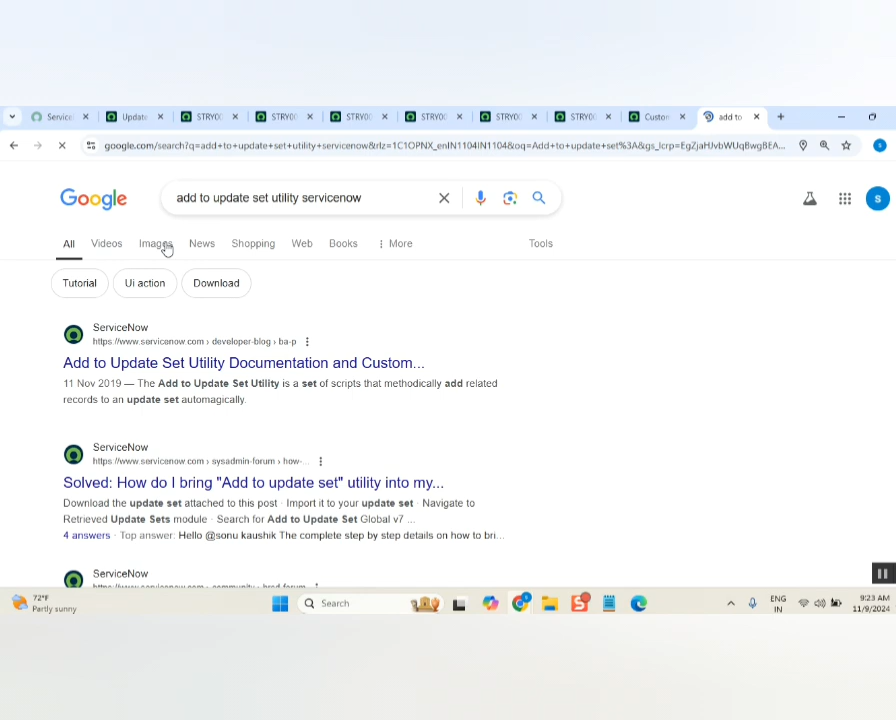 Service
Update
STRY00
STRY00
STRY00
STRY00
STRY00
STRY00
Custom
add to
google.com/search?q=add+to+update+set+utility+servicenow&rlz=1C1OPNX_enIN1104IN1104&oq=Add+to+update+set%3A&gs_lcrp=EgZjaHJvbWUqBwgBEA...
s
Google
add to update set utility servicenow
s
All
Videos
Images
News
Shopping
Web
Books
More
Tools
Tutorial
Ui action
Download
ServiceNow
https://www.servicenow.com › developer-blog › ba-p
Add to Update Set Utility Documentation and Custom...
11 Nov 2019 — The Add to Update Set Utility is a set of scripts that methodically add related
records to an update set automagically.
ServiceNow
https://www.servicenow.com › sysadmin-forum › how-...
Solved: How do I bring "Add to update set" utility into my...
Download the update set attached to this post · Import it to your update set · Navigate to
Retrieved Update Sets module · Search for Add to Update Set Global v7 ...
4 answers · Top answer: Hello @sonu kaushik The complete step by step details on how to bri...
ServiceNow
72°F
Partly sunny
Search
ENG
IN
9:23 AM
11/9/2024